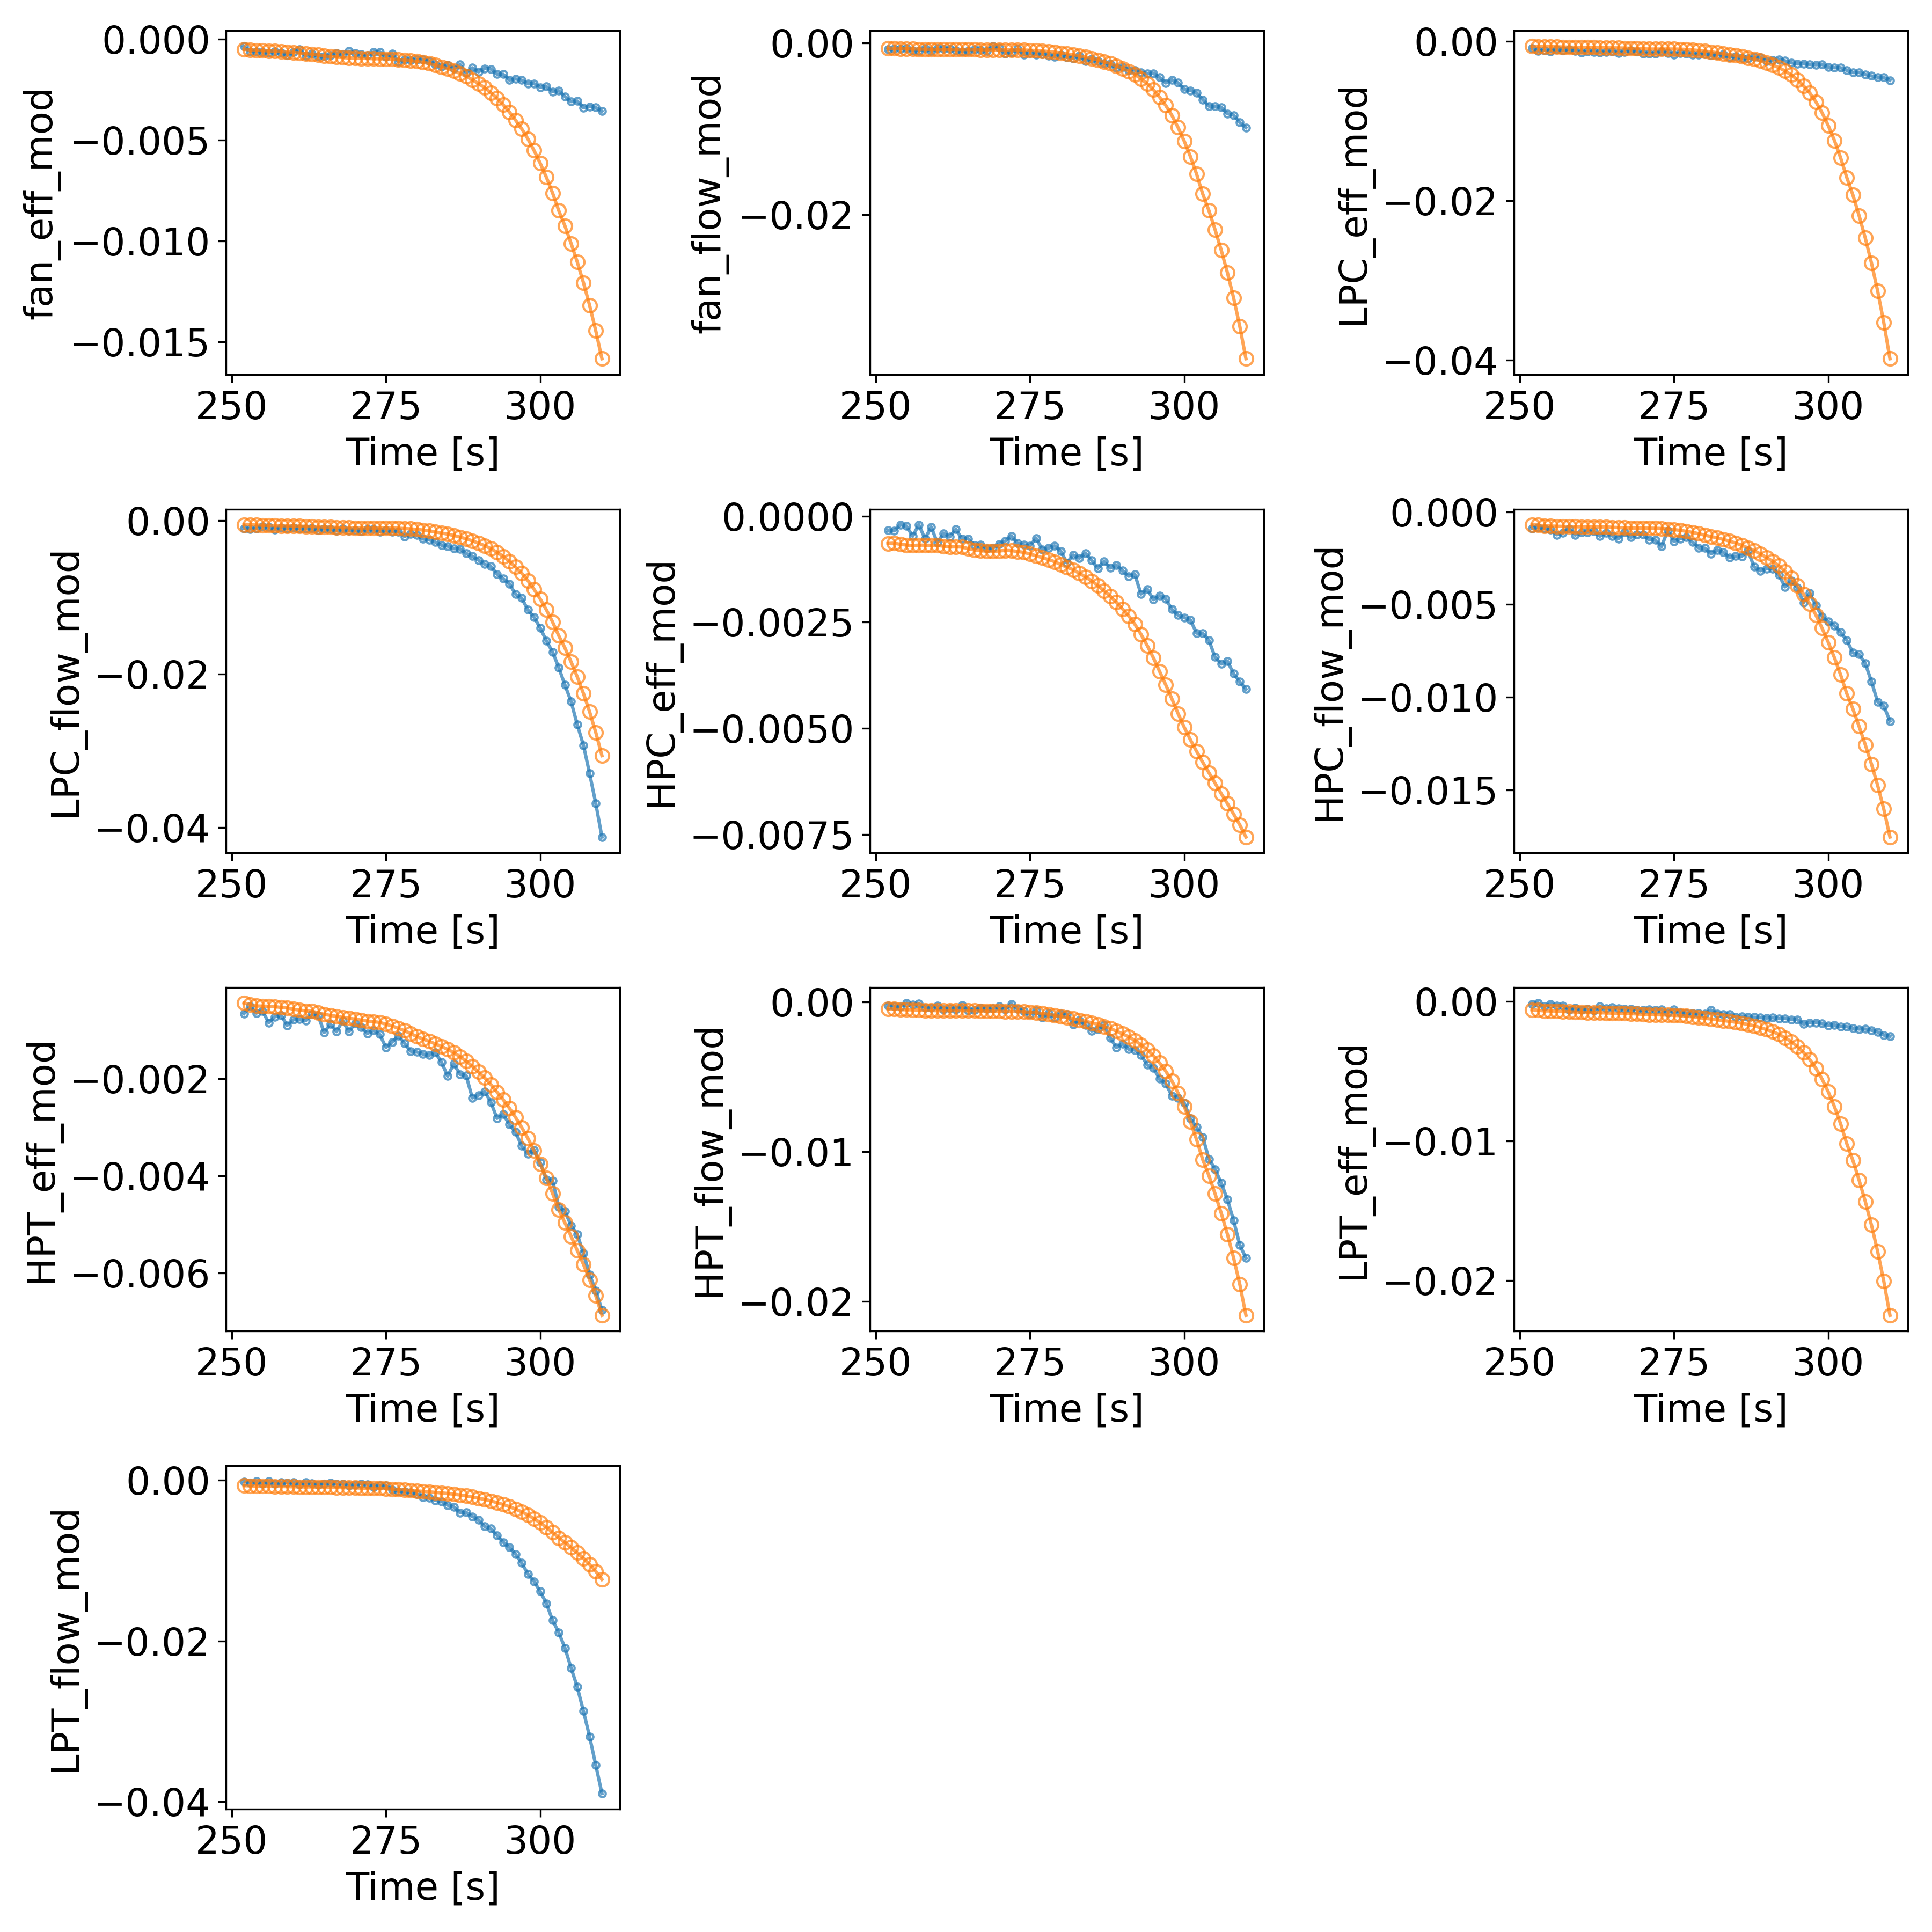 0.000
−0.005
−0.010
−0.015
fan_eff_mod
250 275 300
Time [s]
0.00
−0.02
fan_flow_mod
250 275 300
Time [s]
0.00
−0.02
−0.04
LPC_eff_mod
250 275 300
Time [s]
0.00
−0.02
−0.04
LPC_flow_mod
250 275 300
Time [s]
0.0000
−0.0025
−0.0050
−0.0075
HPC_eff_mod
250 275 300
Time [s]
0.000
−0.005
−0.010
−0.015
HPC_flow_mod
250 275 300
Time [s]
−0.002
−0.004
−0.006
HPT_eff_mod
250 275 300
Time [s]
0.00
−0.01
−0.02
HPT_flow_mod
250 275 300
Time [s]
0.00
−0.01
−0.02
LPT_eff_mod
250 275 300
Time [s]
0.00
−0.02
−0.04
LPT_flow_mod
250 275 300
Time [s]